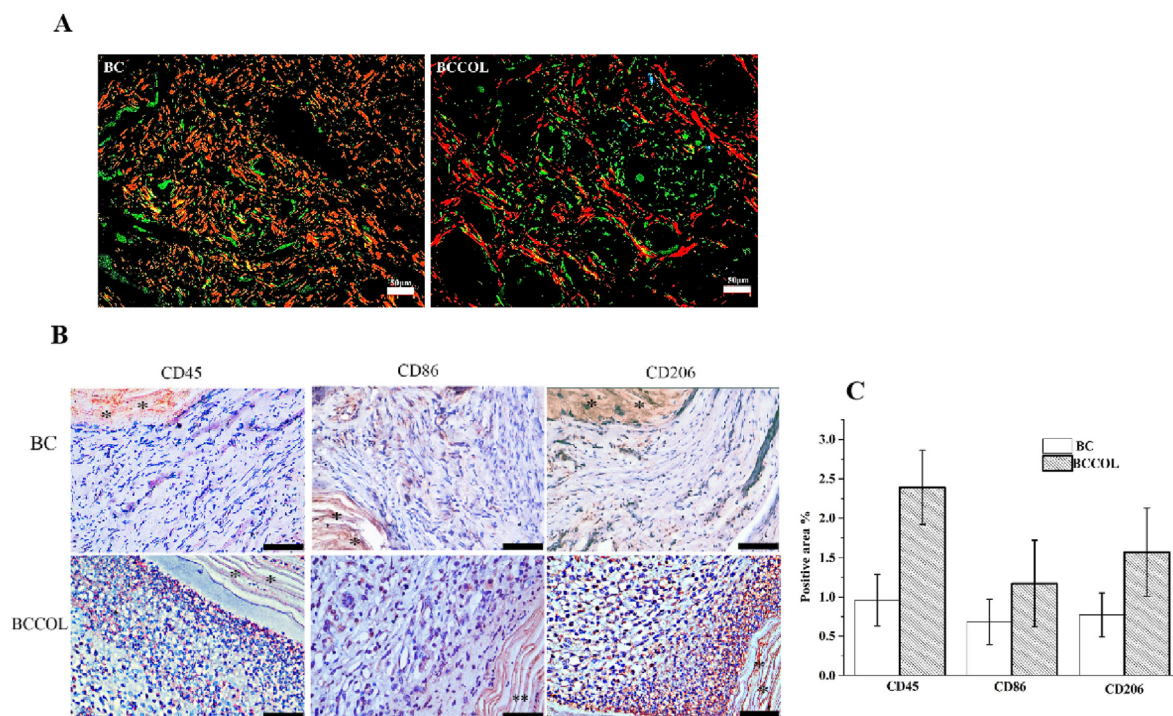 A
BC
BCCOL
50µm
50µm
B
CD45
CD86
CD206
BC
*
*
*
*
*
*
BCCOL
*
*
**
*
*
C
3.0
2.5
2.0
1.5
1.0
0.5
0.0
Positive area %
BC
BCCOL
CD45
CD86
CD206